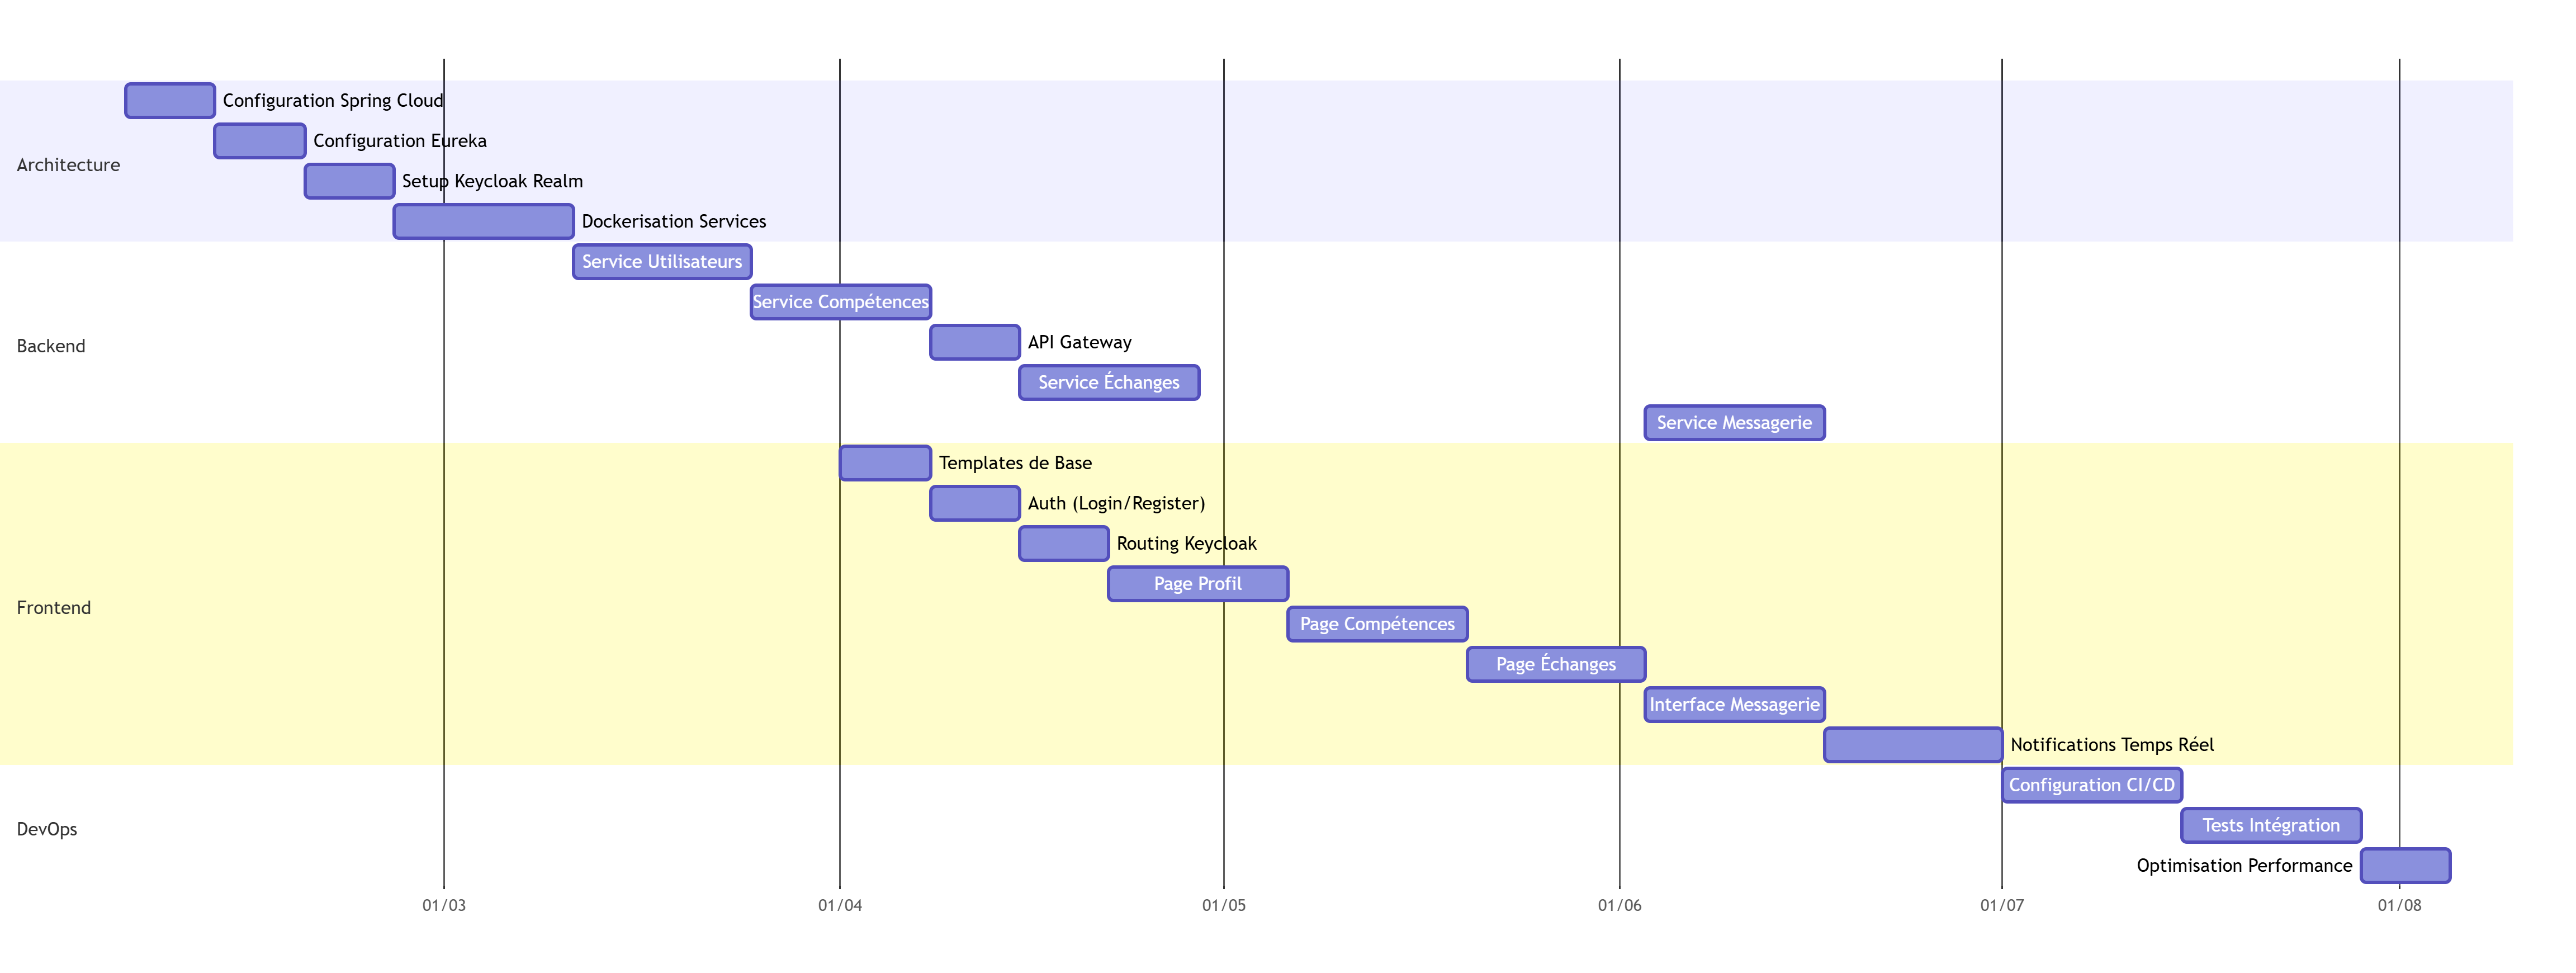 Architecture
Configuration Spring Cloud
Configuration Eureka
Setup Keycloak Realm
Dockerisation Services
Backend
Service Utilisateurs
Service Compétences
API Gateway
Service Échanges
Service Messagerie
Frontend
Templates de Base
Auth (Login/Register)
Routing Keycloak
Page Profil
Page Compétences
Page Échanges
Interface Messagerie
Notifications Temps Réel
DevOps
Configuration CI/CD
Tests Intégration
Optimisation Performance
01/03
01/04
01/05
01/06
01/07
01/08